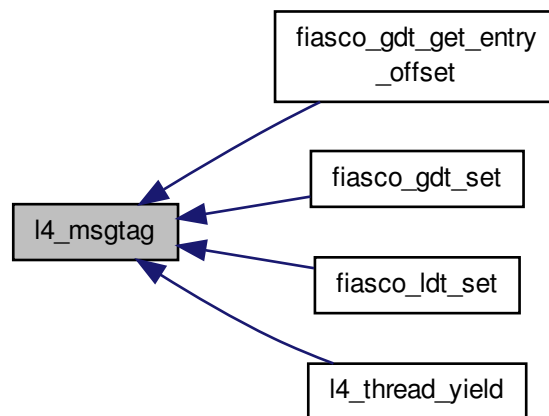 fiasco_gdt_get_entry
_offset
fiasco_gdt_set
l4_msgtag
fiasco_ldt_set
l4_thread_yield